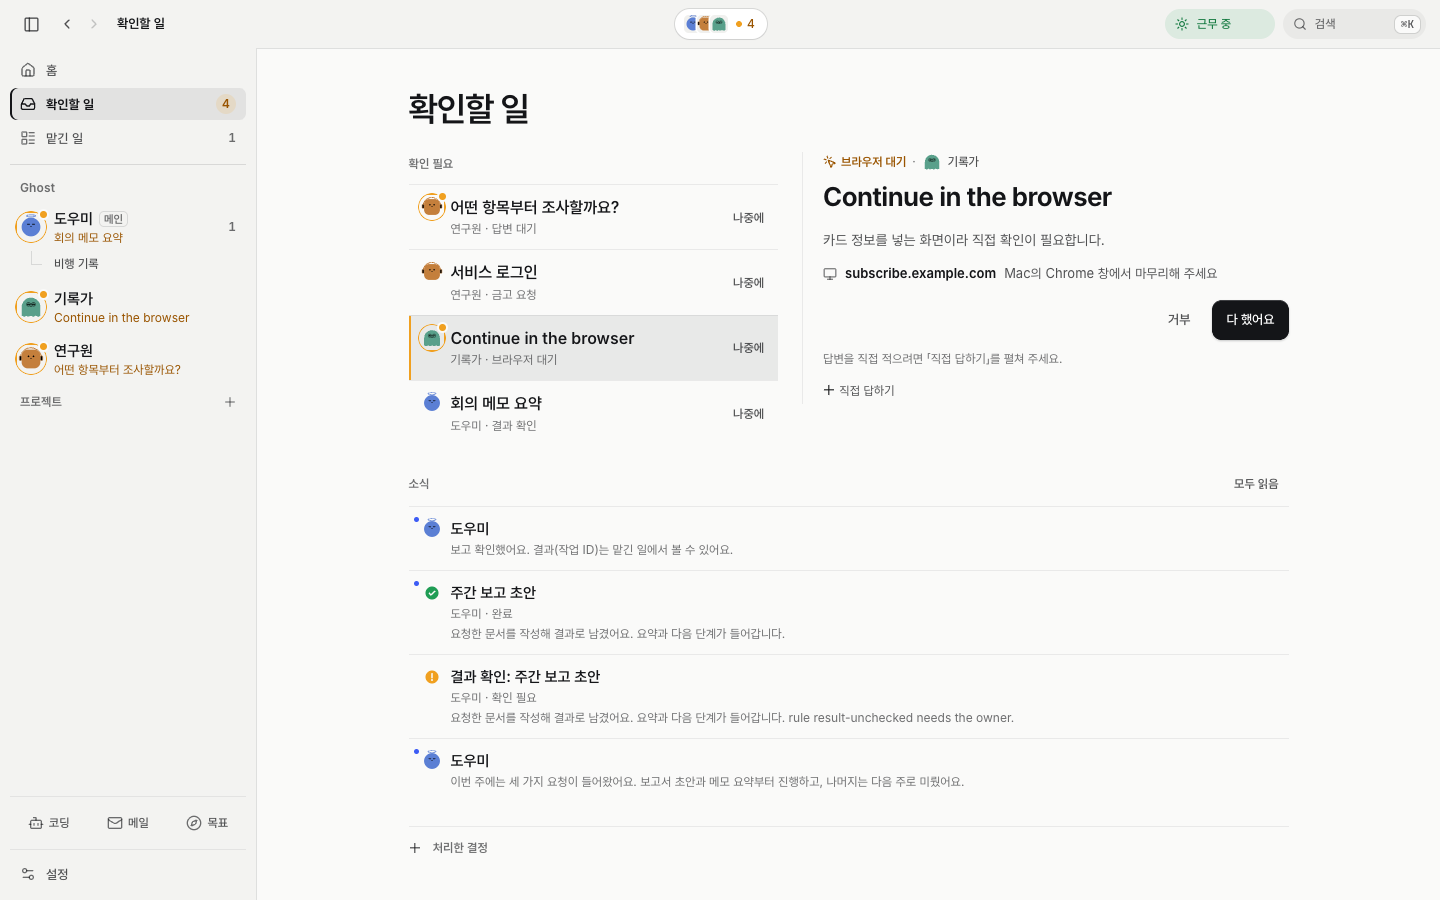 확인할 일
4
근무 중
검색
⌘K
홈
확인할 일
4
맡긴 일
1
Ghost
도우미
메인
회의 메모 요약
1
비행 기록
기록가
Continue in the browser
연구원
어떤 항목부터 조사할까요?
프로젝트
코딩
메일
목표
설정
확인할 일
확인 필요
어떤 항목부터 조사할까요?
연구원 · 답변 대기
나중에
서비스 로그인
연구원 · 금고 요청
나중에
Continue in the browser
기록가 · 브라우저 대기
나중에
회의 메모 요약
도우미 · 결과 확인
나중에
브라우저 대기 · 기록가
Continue in the browser
카드 정보를 넣는 화면이라 직접 확인이 필요합니다.
subscribe.example.com Mac의 Chrome 창에서 마무리해 주세요
거부
다 했어요
답변을 직접 적으려면 「직접 답하기」를 펼쳐 주세요.
직접 답하기
소식
모두 읽음
도우미
보고 확인했어요. 결과(작업 ID)는 맡긴 일에서 볼 수 있어요.
주간 보고 초안
도우미 · 완료
요청한 문서를 작성해 결과로 남겼어요. 요약과 다음 단계가 들어갑니다.
결과 확인: 주간 보고 초안
도우미 · 확인 필요
요청한 문서를 작성해 결과로 남겼어요. 요약과 다음 단계가 들어갑니다. rule result-unchecked needs the owner.
도우미
이번 주에는 세 가지 요청이 들어왔어요. 보고서 초안과 메모 요약부터 진행하고, 나머지는 다음 주로 미뤘어요.
처리한 결정